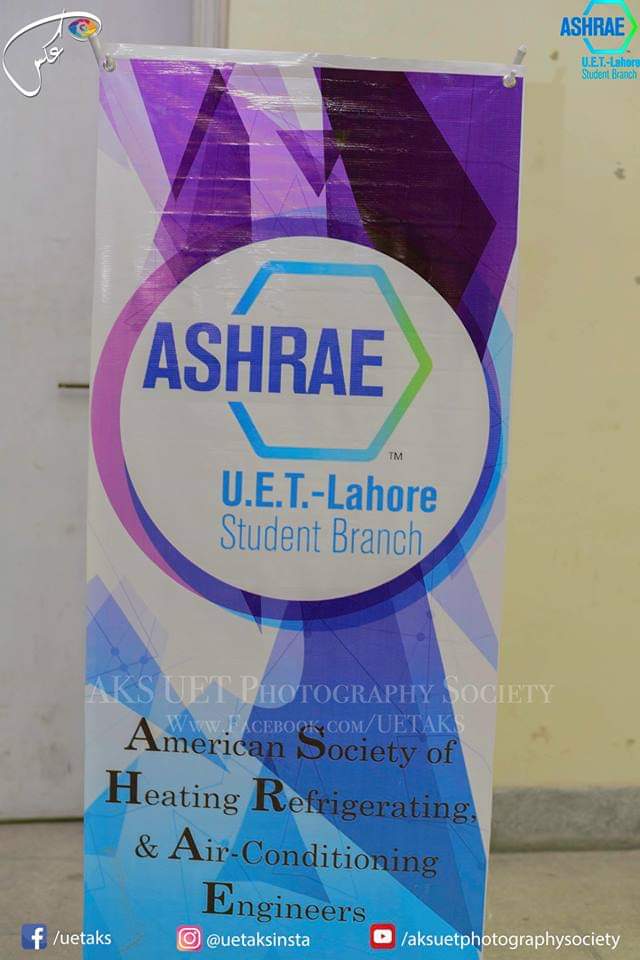 عکس
ASHRAE
U.E.T.-Lahore
Student Branch
ASHRAE
TM
U.E.T.-Lahore
Student Branch
AKS UET PHOTOGRAPHY SOCIETY
WWW.FACEBOOK.COM/UETAKS
American Society of
Heating Refrigerating,
& Air-Conditioning
Engineers
/uetaks
@uetaksinsta
/aksuetphotographysociety